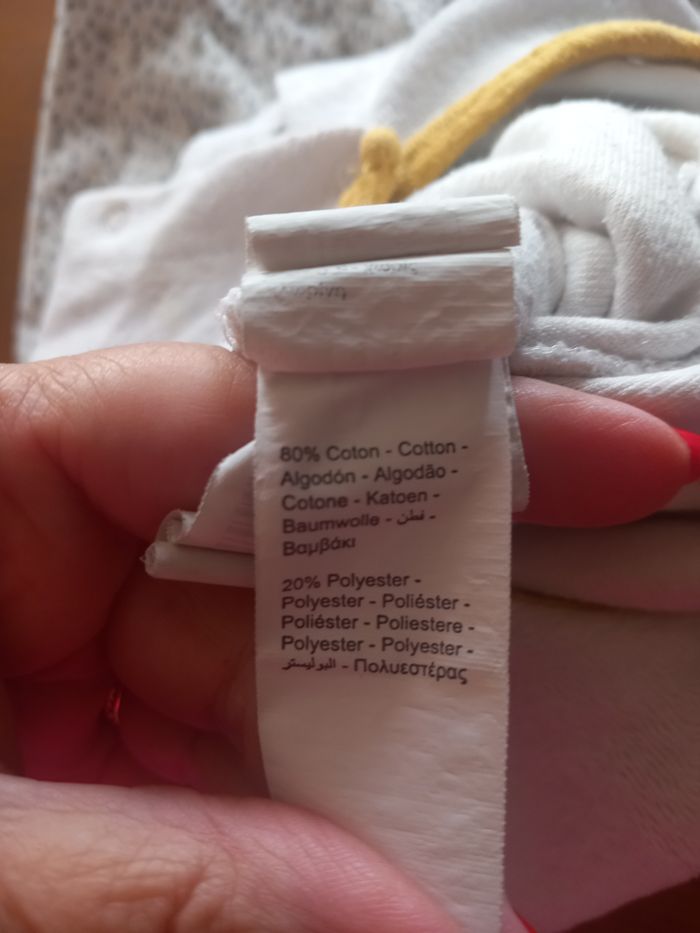 80% Coton - Cotton -
Algodón - Algodão -
Cotone - Katoen -
Baumwolle - قطن -
Βαμβάκι
20% Polyester -
Polyester - Poliéster -
Poliéster - Poliestere -
Polyester - Polyester -
البوليستر - Πολυεστέρας